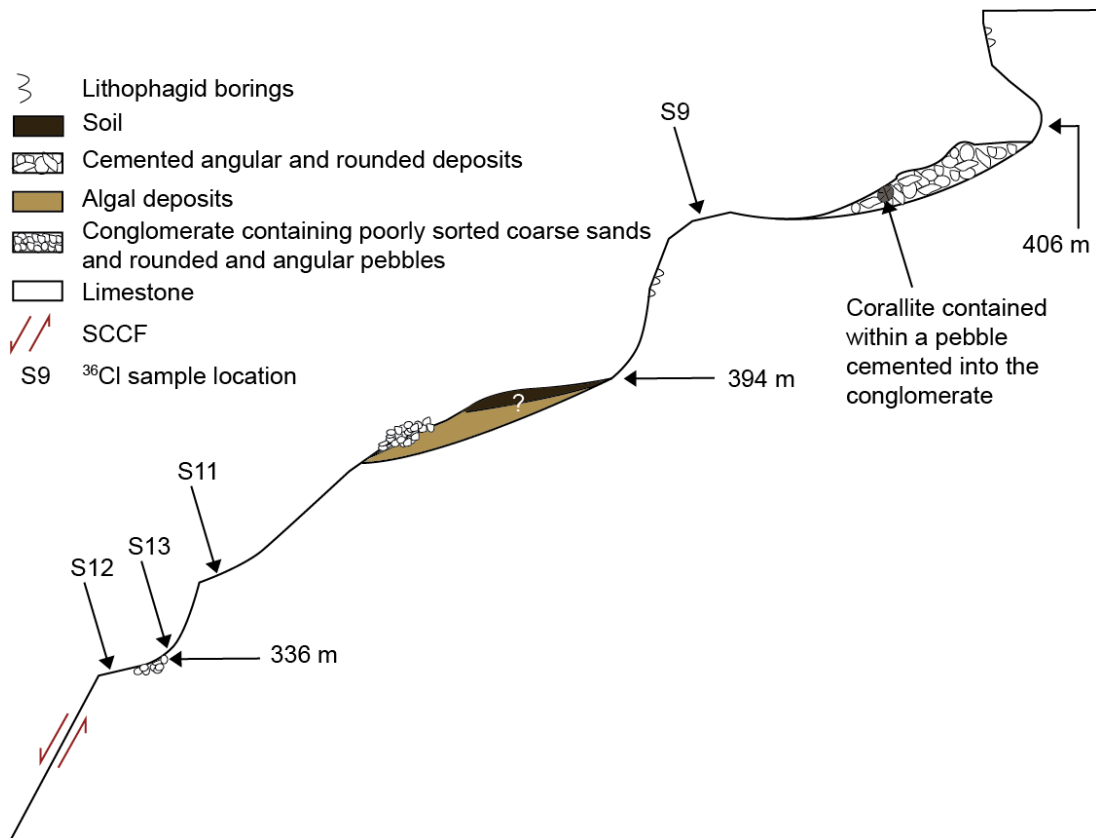 Lithophagid borings
Soil
Cemented angular and rounded deposits
Algal deposits
Conglomerate containing poorly sorted coarse sands
and rounded and angular pebbles
Limestone
SCCF
S9 ³⁶Cl sample location
S9
406 m
Corallite contained
within a pebble
cemented into the
conglomerate
394 m
?
S11
S13
S12
336 m